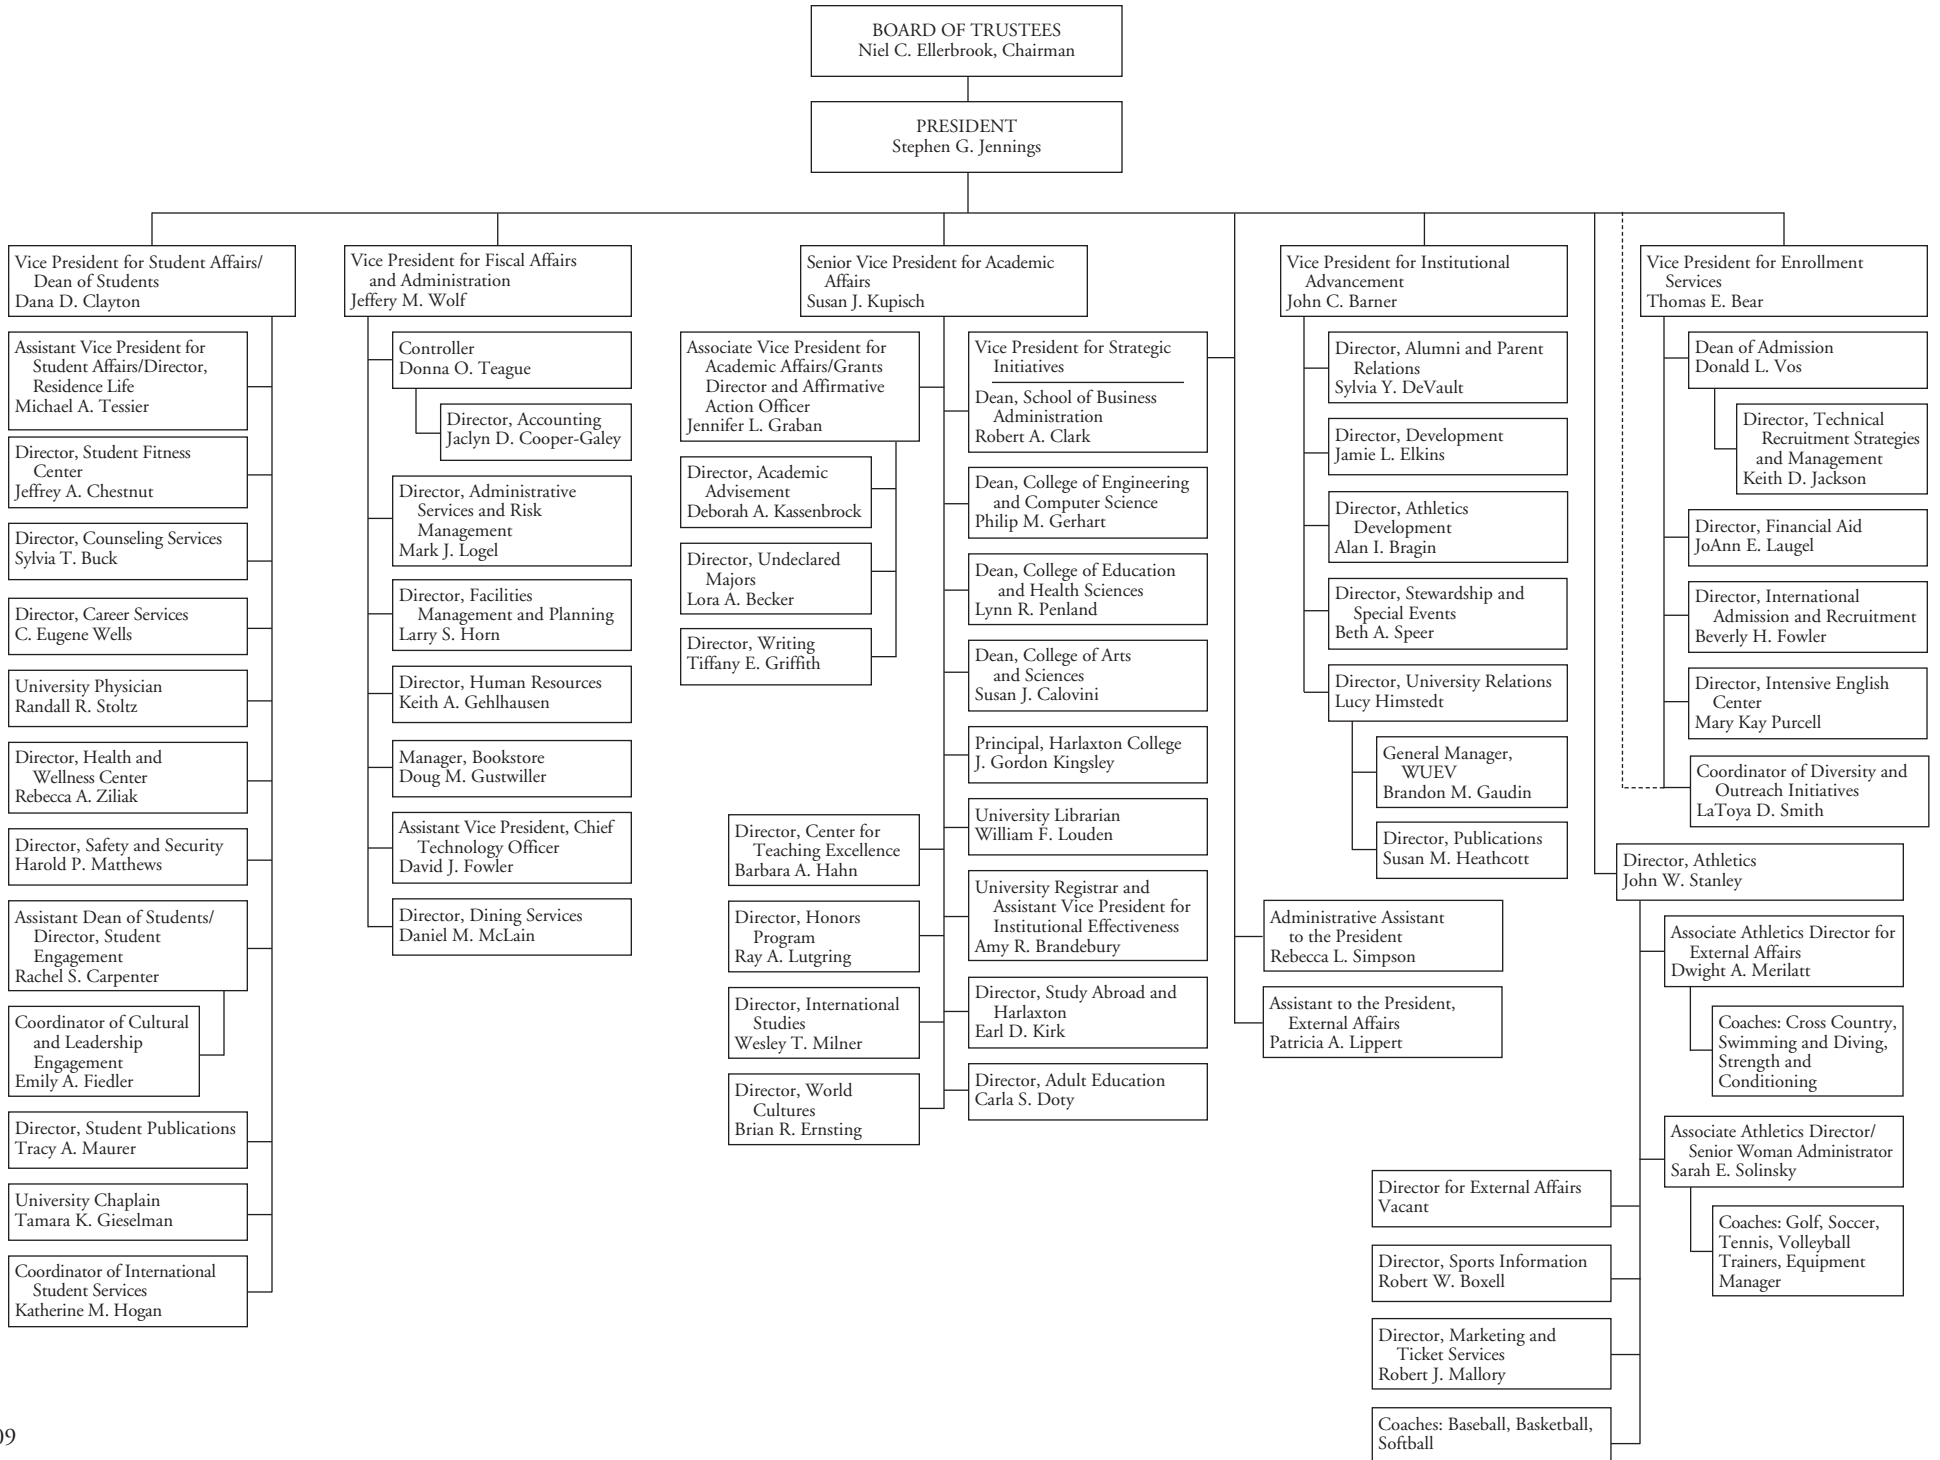 BOARD OF TRUSTEES
Niel C. Ellerbrook, Chairman
PRESIDENT
Stephen G. Jennings
Vice President for Student Affairs/
Dean of Students
Dana D. Clayton
Assistant Vice President for
Student Affairs/Director,
Residence Life
Michael A. Tessier
Director, Student Fitness
Center
Jeffrey A. Chestnut
Director, Counseling Services
Sylvia T. Buck
Director, Career Services
C. Eugene Wells
University Physician
Randall R. Stoltz
Director, Health and
Wellness Center
Rebecca A. Ziliak
Director, Safety and Security
Harold P. Matthews
Assistant Dean of Students/
Director, Student
Engagement
Rachel S. Carpenter
Coordinator of Cultural
and Leadership
Engagement
Emily A. Fiedler
Director, Student Publications
Tracy A. Maurer
University Chaplain
Tamara K. Gieselman
Coordinator of International
Student Services
Katherine M. Hogan
Vice President for Fiscal Affairs
and Administration
Jeffery M. Wolf
Controller
Donna O. Teague
Director, Accounting
Jaclyn D. Cooper-Galey
Director, Administrative
Services and Risk
Management
Mark J. Logel
Director, Facilities
Management and Planning
Larry S. Horn
Director, Human Resources
Keith A. Gehlhausen
Manager, Bookstore
Doug M. Gustwiller
Assistant Vice President, Chief
Technology Officer
David J. Fowler
Director, Dining Services
Daniel M. McLain
Senior Vice President for Academic
Affairs
Susan J. Kupisch
Associate Vice President for
Academic Affairs/Grants
Director and Affirmative
Action Officer
Jennifer L. Graban
Director, Academic
Advisement
Deborah A. Kassenbrock
Director, Undeclared
Majors
Lora A. Becker
Director, Writing
Tiffany E. Griffith
Director, Center for
Teaching Excellence
Barbara A. Hahn
Director, Honors
Program
Ray A. Lutgring
Director, International
Studies
Wesley T. Milner
Director, World
Cultures
Brian R. Ernsting
Vice President for Strategic
Initiatives
Dean, School of Business
Administration
Robert A. Clark
Dean, College of Engineering
and Computer Science
Philip M. Gerhart
Dean, College of Education
and Health Sciences
Lynn R. Penland
Dean, College of Arts
and Sciences
Susan J. Calovini
Principal, Harlaxton College
J. Gordon Kingsley
University Librarian
William F. Louden
University Registrar and
Assistant Vice President for
Institutional Effectiveness
Amy R. Brandebury
Director, Study Abroad and
Harlaxton
Earl D. Kirk
Director, Adult Education
Carla S. Doty
Administrative Assistant
to the President
Rebecca L. Simpson
Assistant to the President,
External Affairs
Patricia A. Lippert
Vice President for Institutional
Advancement
John C. Barner
Director, Alumni and Parent
Relations
Sylvia Y. DeVault
Director, Development
Jamie L. Elkins
Director, Athletics
Development
Alan I. Bragin
Director, Stewardship and
Special Events
Beth A. Speer
Director, University Relations
Lucy Himstedt
General Manager,
WUEV
Brandon M. Gaudin
Director, Publications
Susan M. Heathcott
Vice President for Enrollment
Services
Thomas E. Bear
Dean of Admission
Donald L. Vos
Director, Technical
Recruitment Strategies
and Management
Keith D. Jackson
Director, Financial Aid
JoAnn E. Laugel
Director, International
Admission and Recruitment
Beverly H. Fowler
Director, Intensive English
Center
Mary Kay Purcell
Coordinator of Diversity and
Outreach Initiatives
LaToya D. Smith
Director, Athletics
John W. Stanley
Associate Athletics Director for
External Affairs
Dwight A. Merilatt
Coaches: Cross Country,
Swimming and Diving,
Strength and
Conditioning
Associate Athletics Director/
Senior Woman Administrator
Sarah E. Solinsky
Coaches: Golf, Soccer,
Tennis, Volleyball
Trainers, Equipment
Manager
Director for External Affairs
Vacant
Director, Sports Information
Robert W. Boxell
Director, Marketing and
Ticket Services
Robert J. Mallory
Coaches: Baseball, Basketball,
Softball